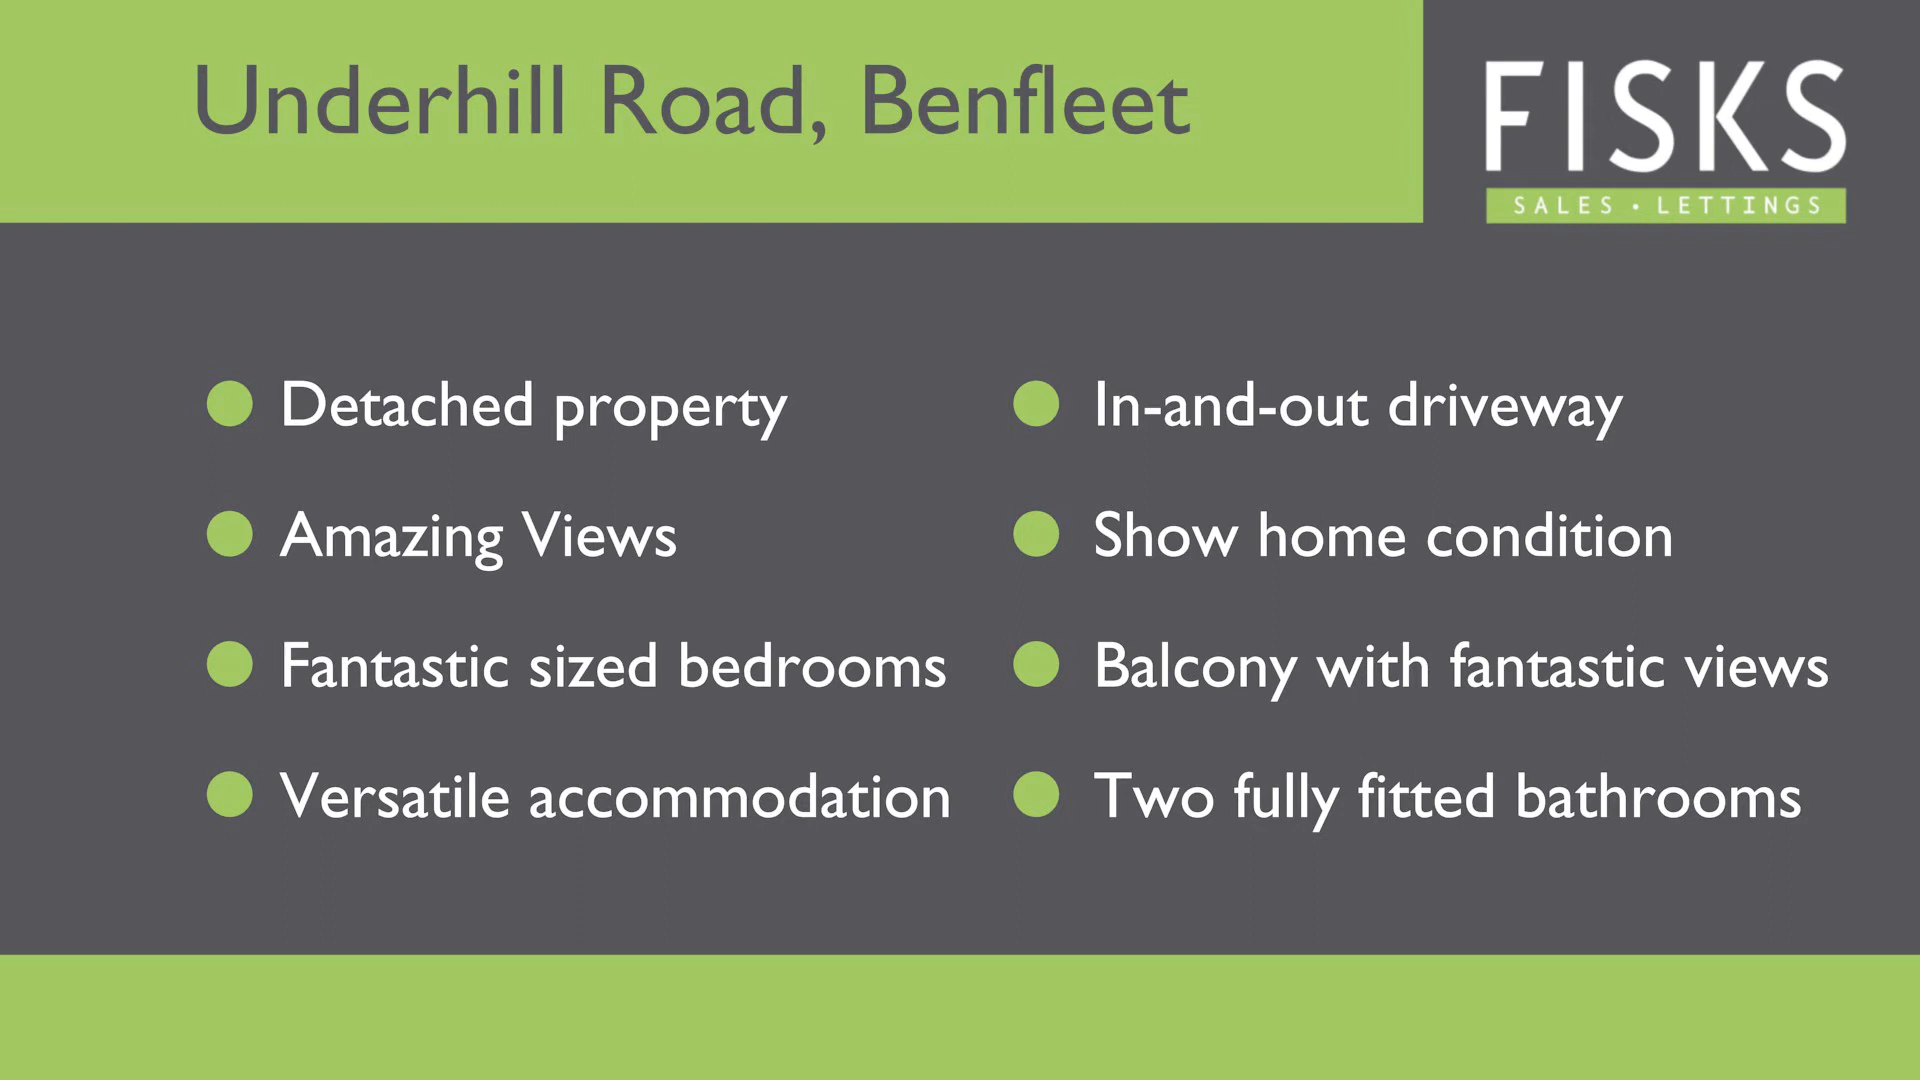 Underhill Road, Benfleet
FISKS
SALES • LETTINGS
Detached property
Amazing Views
Fantastic sized bedrooms
Versatile accommodation
In-and-out driveway
Show home condition
Balcony with fantastic views
Two fully fitted bathrooms